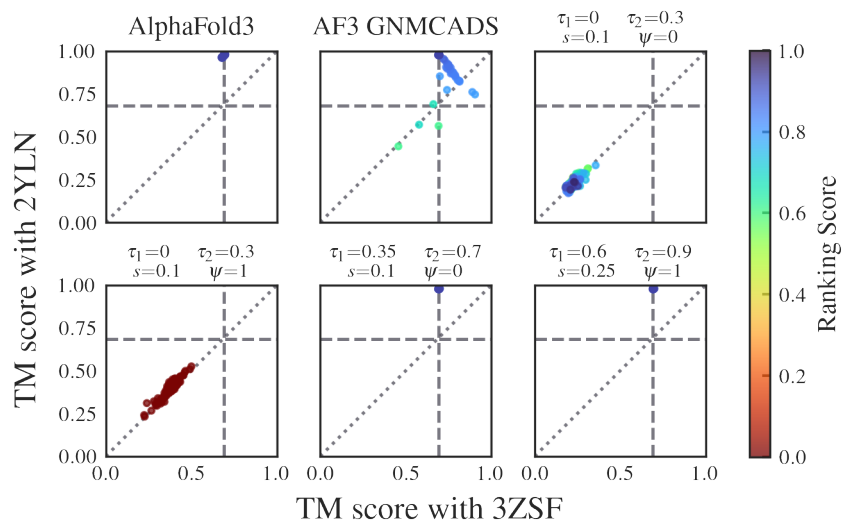 AlphaFold3
AF3 GNMCADS
τ1=0 τ2=0.3
s=0.1 ψ=0
1.00
0.75
0.50
0.25
0.00
τ1=0 τ2=0.3
s=0.1 ψ=1
τ1=0.35 τ2=0.7
s=0.1 ψ=0
τ1=0.6 τ2=0.9
s=0.25 ψ=1
1.00
0.75
0.50
0.25
0.00
0.0 0.5 1.0
0.0 0.5 1.0
0.0 0.5 1.0
TM score with 3ZSF
TM score with 2YLN
1.0
0.8
0.6
0.4
0.2
0.0
Ranking Score